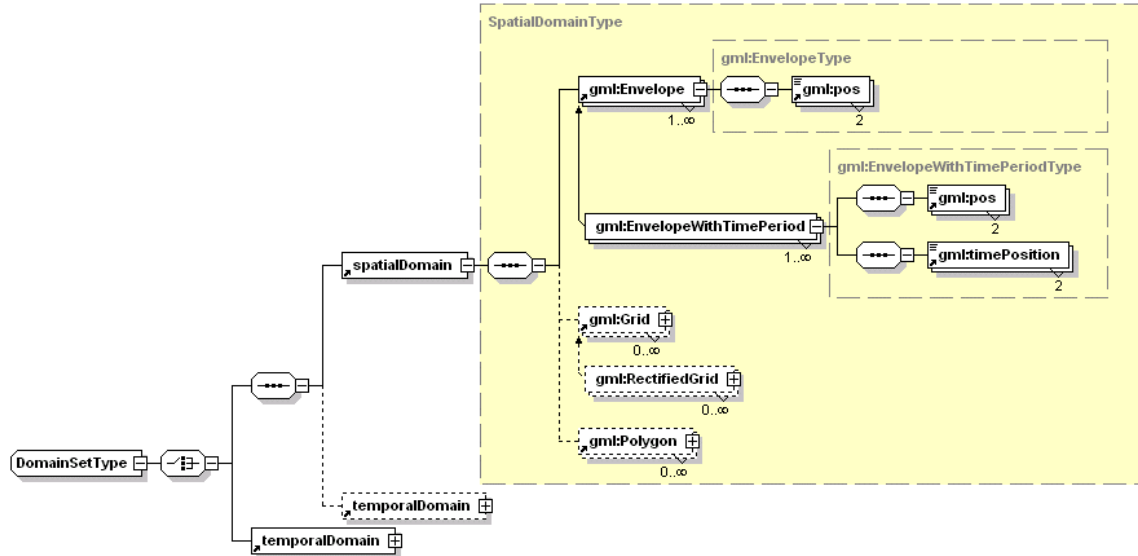 SpatialDomainType
gml:EnvelopeType
gml:Envelope
gml:pos
1..∞
2
gml:EnvelopeWithTimePeriodType
gml:pos
2
gml:EnvelopeWithTimePeriod
1..∞
gml:timePosition
2
spatialDomain
gml:Grid
0..∞
gml:RectifiedGrid
0..∞
gml:Polygon
0..∞
DomainSetType
temporalDomain
temporalDomain